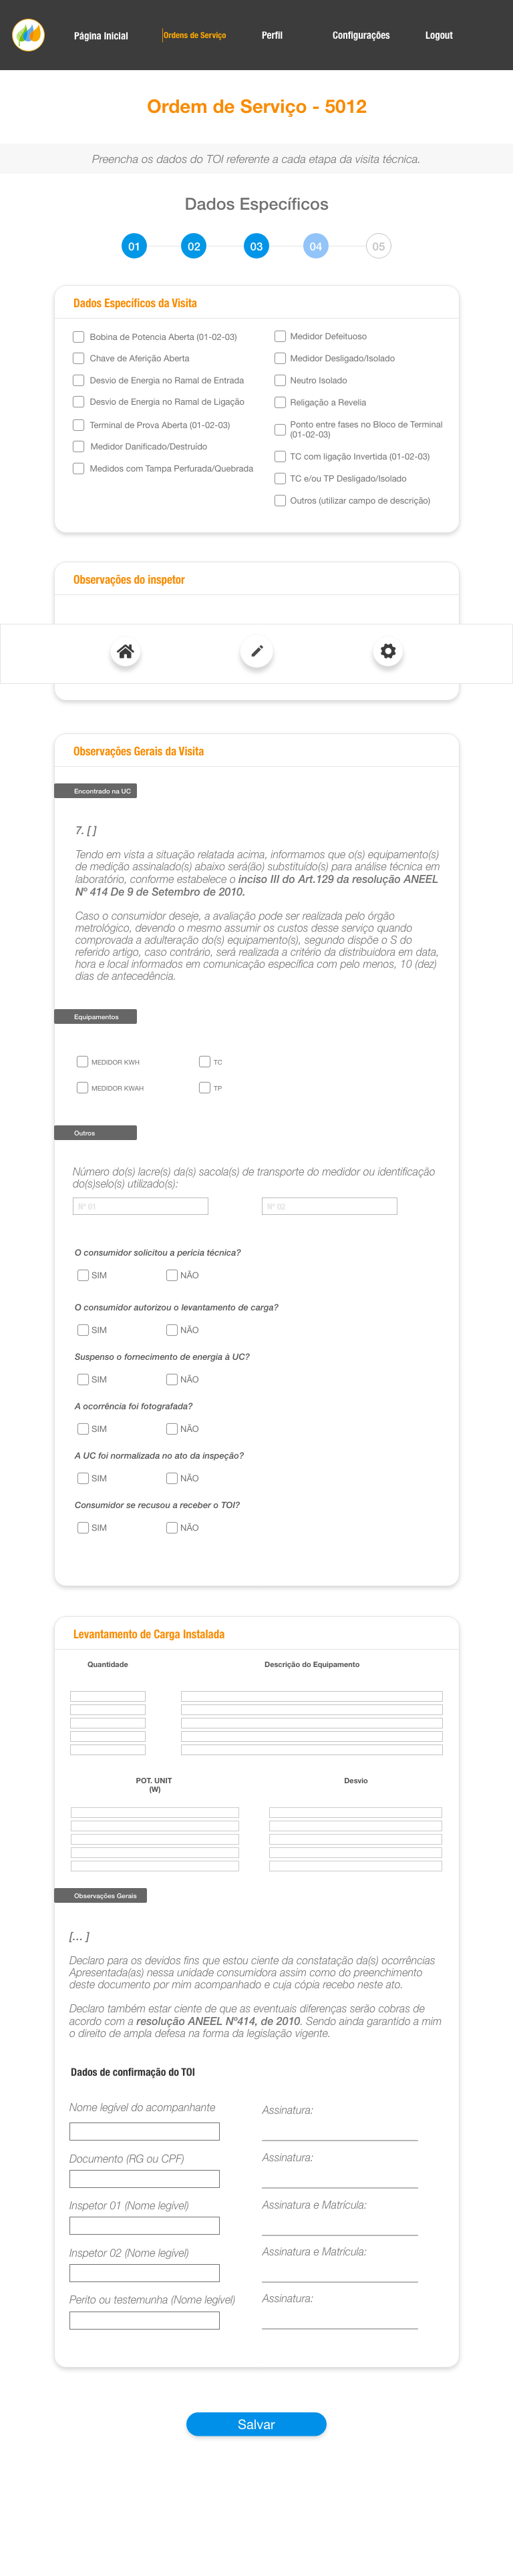 Página Inicial
Ordens de Serviço
Perfil
Configurações
Logout
Ordem de Serviço - 5012
Preencha os dados do TOI referente a cada etapa da visita técnica.
Dados Específicos
01
02
03
04
05
Dados Específicos da Visita
Bobina de Potencia Aberta (01-02-03)
Chave de Aferição Aberta
Desvio de Energia no Ramal de Entrada
Desvio de Energia no Ramal de Ligação
Terminal de Prova Aberta (01-02-03)
Medidor Danificado/Destruído
Medidos com Tampa Perfurada/Quebrada
Medidor Defeituoso
Medidor Desligado/Isolado
Neutro Isolado
Religação a Revelia
Ponto entre fases no Bloco de Terminal
(01-02-03)
TC com ligação Invertida (01-02-03)
TC e/ou TP Desligado/Isolado
Outros (utilizar campo de descrição)
Observações do inspetor
Observações Gerais da Visita
Encontrado na UC
7. [ ]
Tendo em vista a situação relatada acima, informamos que o(s) equipamento(s)
de medição assinalado(s) abaixo será(ão) substituído(s) para análise técnica em
laboratório, conforme estabelece o inciso III do Art.129 da resolução ANEEL
Nº 414 De 9 de Setembro de 2010.
Caso o consumidor deseje, a avaliação pode ser realizada pelo órgão
metrológico, devendo o mesmo assumir os custos desse serviço quando
comprovada a adulteração do(s) equipamento(s), segundo dispõe o S do
referido artigo, caso contrário, será realizada a critério da distribuidora em data,
hora e local informados em comunicação específica com pelo menos, 10 (dez)
dias de antecedência.
Equipamentos
MEDIDOR KWH
TC
MEDIDOR KWAH
TP
Outros
Número do(s) lacre(s) da(s) sacola(s) de transporte do medidor ou identificação
do(s)selo(s) utilizado(s):
Nº 01
Nº 02
O consumidor solicitou a perícia técnica?
SIM
NÃO
O consumidor autorizou o levantamento de carga?
SIM
NÃO
Suspenso o fornecimento de energia à UC?
SIM
NÃO
A ocorrência foi fotografada?
SIM
NÃO
A UC foi normalizada no ato da inspeção?
SIM
NÃO
Consumidor se recusou a receber o TOI?
SIM
NÃO
Levantamento de Carga Instalada
Quantidade
Descrição do Equipamento
POT. UNIT
(W)
Desvio
Observações Gerais
[... ]
Declaro para os devidos fins que estou ciente da constatação da(s) ocorrências
Apresentada(as) nessa unidade consumidora assim como do preenchimento
deste documento por mim acompanhado e cuja cópia recebo neste ato.
Declaro também estar ciente de que as eventuais diferenças serão cobras de
acordo com a resolução ANEEL Nº414, de 2010. Sendo ainda garantido a mim
o direito de ampla defesa na forma da legislação vigente.
Dados de confirmação do TOI
Nome legível do acompanhante
Assinatura:
Documento (RG ou CPF)
Assinatura:
Inspetor 01 (Nome legível)
Assinatura e Matrícula:
Inspetor 02 (Nome legível)
Assinatura e Matrícula:
Perito ou testemunha (Nome legível)
Assinatura:
Salvar